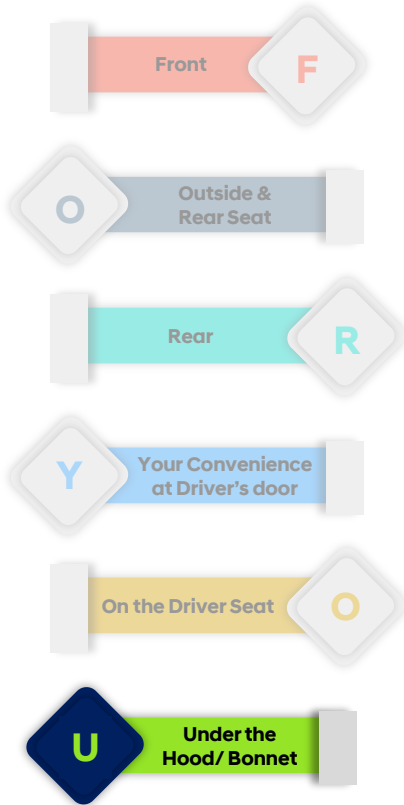 Front
F
O
Outside &
Rear Seat
Rear
R
Y
Your Convenience
at Driver's door
On the Driver Seat
O
U
Under the
Hood/ Bonnet